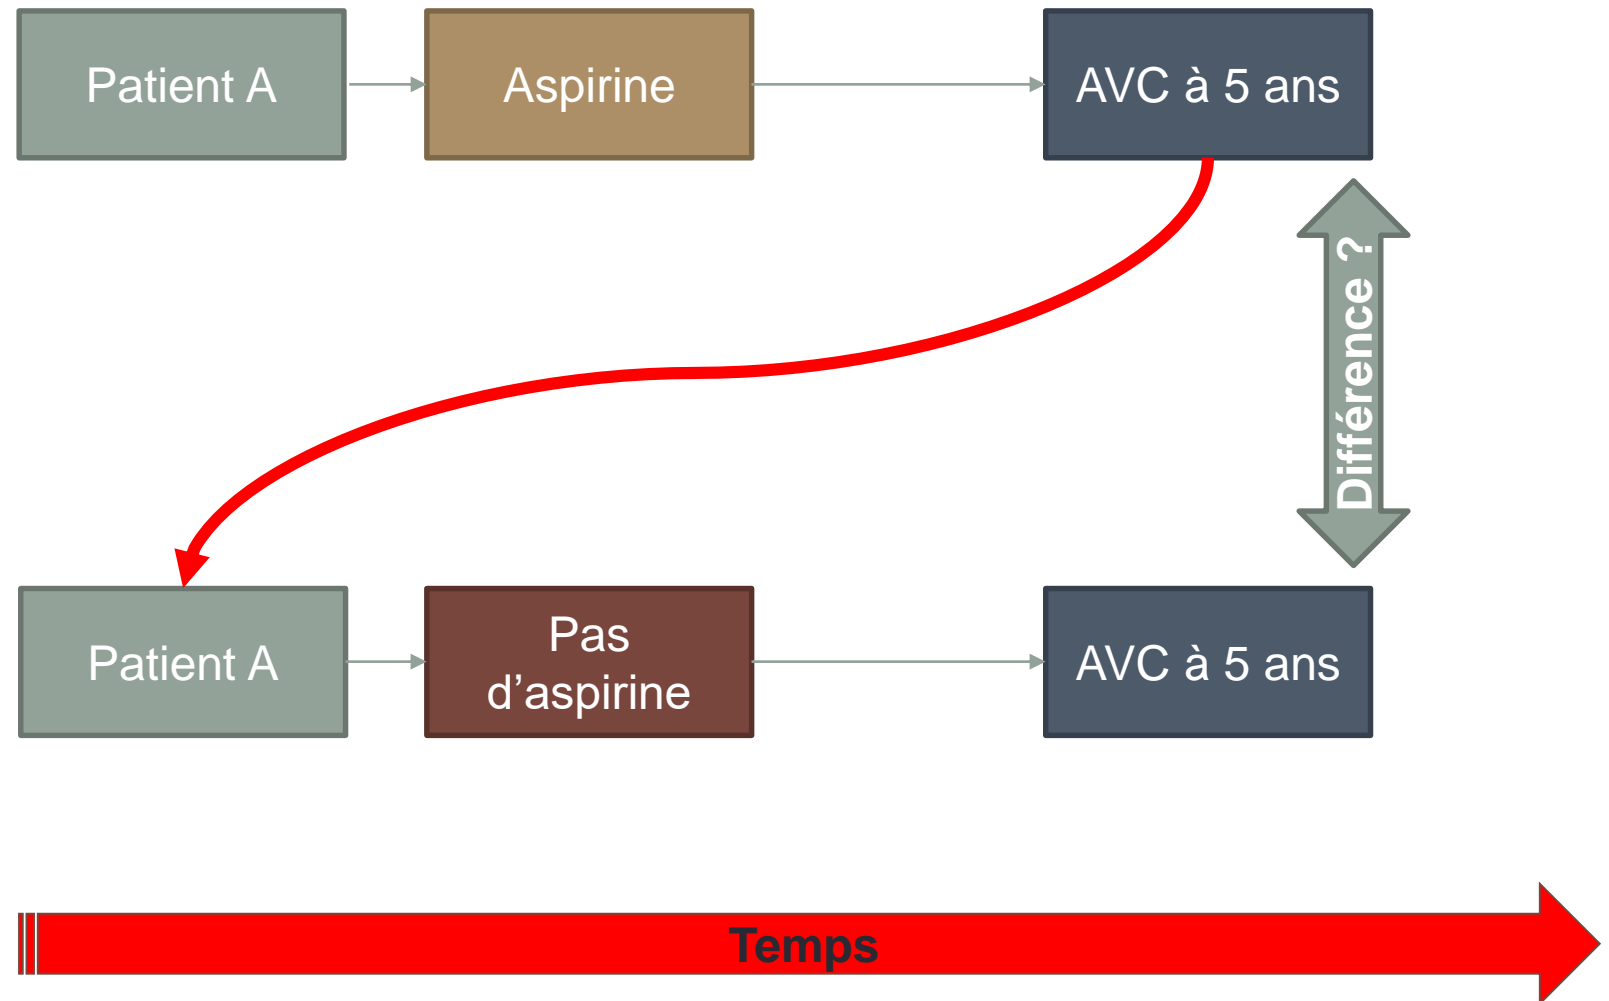 Patient A
Aspirine
AVC à 5 ans
Différence ?
Patient A
Pas
d’aspirine
AVC à 5 ans
Temps